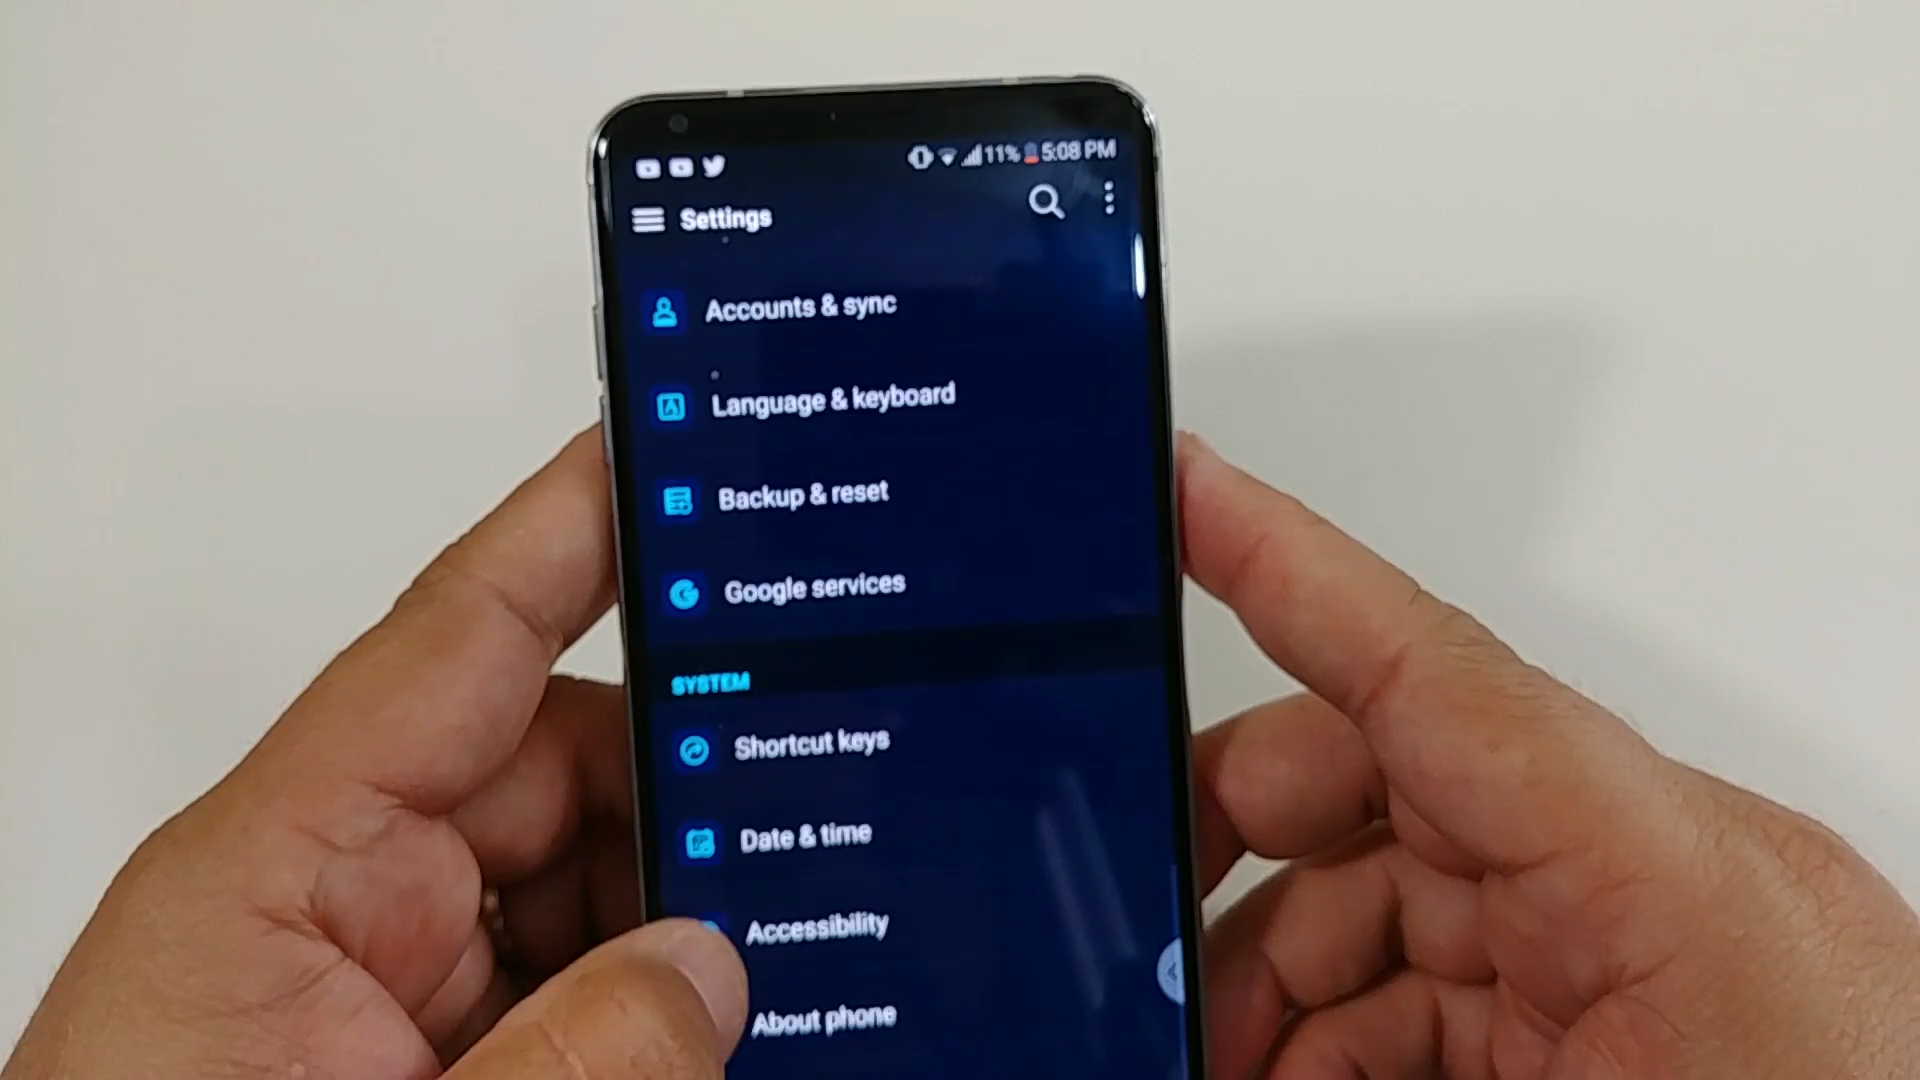 11% 5:08 PM
Settings
Accounts & sync
Language & keyboard
Backup & reset
Google services
SYSTEM
Shortcut keys
Date & time
Accessibility
About phone